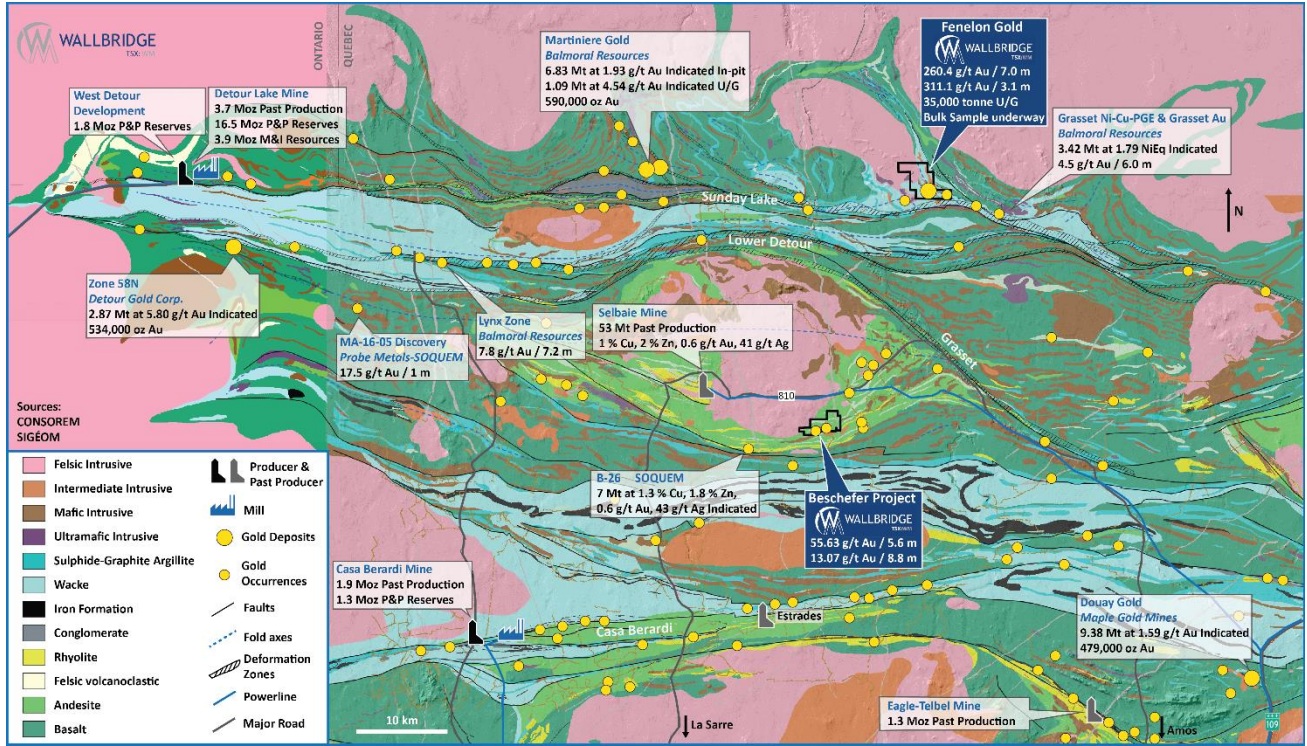 WALLBRIDGE
TSX:WM
ONTARIO
QUEBEC
West Detour
Development
1.8 Moz P&P Reserves
Detour Lake Mine
3.7 Moz Past Production
16.5 Moz P&P Reserves
3.9 Moz M&I Resources
Martiniere Gold
Balmoral Resources
6.83 Mt at 1.93 g/t Au Indicated In-pit
1.09 Mt at 4.54 g/t Au Indicated U/G
590,000 oz Au
Fenelon Gold
WALLBRIDGE
TSX:WM
260.4 g/t Au / 7.0 m
311.1 g/t Au / 3.1 m
35,000 tonne U/G
Bulk Sample underway
Grasset Ni-Cu-PGE & Grasset Au
Balmoral Resources
3.42 Mt at 1.79 NiEq Indicated
4.5 g/t Au / 6.0 m
N
Sunday Lake
Lower Detour
Grasset
Zone 58N
Detour Gold Corp.
2.87 Mt at 5.80 g/t Au Indicated
534,000 oz Au
MA-16-05 Discovery
Probe Metals-SOQUEM
17.5 g/t Au / 1 m
Lynx Zone
Balmoral Resources
7.8 g/t Au / 7.2 m
Selbaie Mine
53 Mt Past Production
1 % Cu, 2 % Zn, 0.6 g/t Au, 41 g/t Ag
810
Sources:
CONSOREM
SIGÉOM
B-26 SOQUEM
7 Mt at 1.3 % Cu, 1.8 % Zn,
0.6 g/t Au, 43 g/t Ag Indicated
Beschefer Project
WALLBRIDGE
TSX:WM
55.63 g/t Au / 5.6 m
13.07 g/t Au / 8.8 m
Casa Berardi Mine
1.9 Moz Past Production
1.3 Moz P&P Reserves
Casa Berardi
Estrades
Douay Gold
Maple Gold Mines
9.38 Mt at 1.59 g/t Au Indicated
479,000 oz Au
Eagle-Telbel Mine
1.3 Moz Past Production
10 km
La Sarre
Amos
109
Felsic Intrusive
Intermediate Intrusive
Mafic Intrusive
Ultramafic Intrusive
Sulphide-Graphite Argillite
Wacke
Iron Formation
Conglomerate
Rhyolite
Felsic volcanoclastic
Andesite
Basalt
Producer &
Past Producer
Mill
Gold Deposits
Gold
Occurrences
Faults
Fold axes
Deformation
Zones
Powerline
Major Road